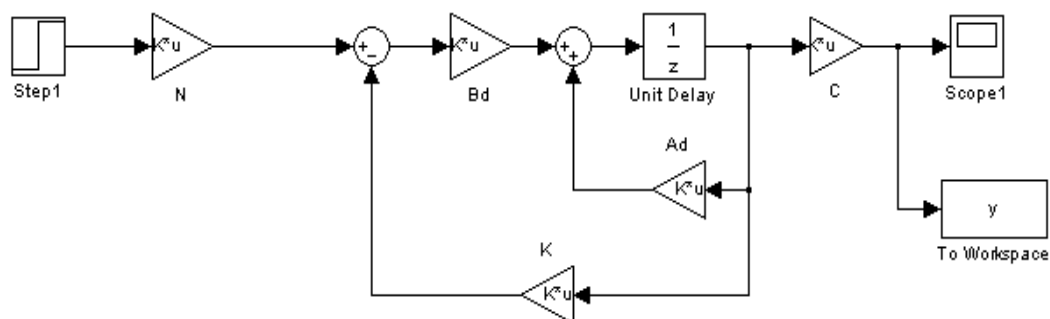 Step1
K*u
N
+
−
K*u
Bd
+
+
1
z
Unit Delay
K*u
C
Scope1
Ad
K*u
y
To Workspace
K
K*u